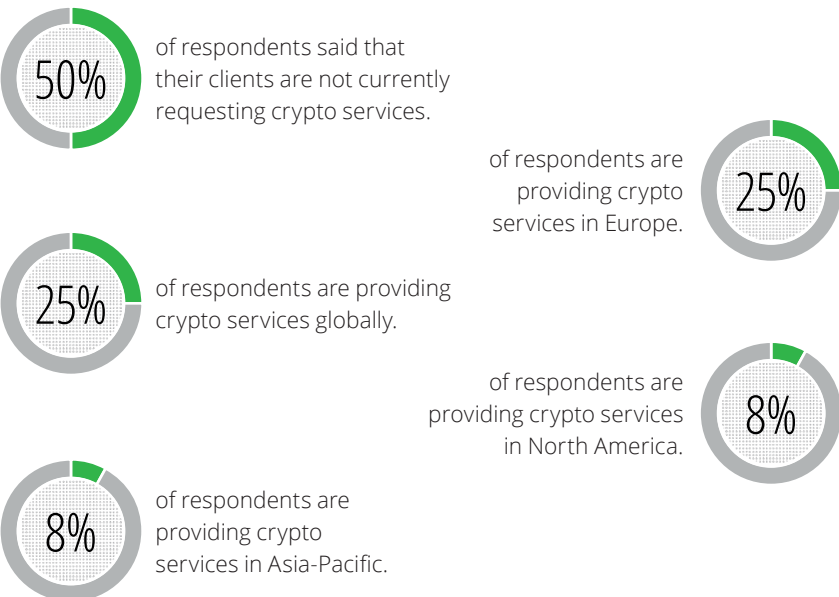 50%
of respondents said that
their clients are not currently
requesting crypto services.
of respondents are
providing crypto
services in Europe.
25%
25%
of respondents are providing
crypto services globally.
of respondents are
providing crypto services
in North America.
8%
8%
of respondents are
providing crypto
services in Asia-Pacific.